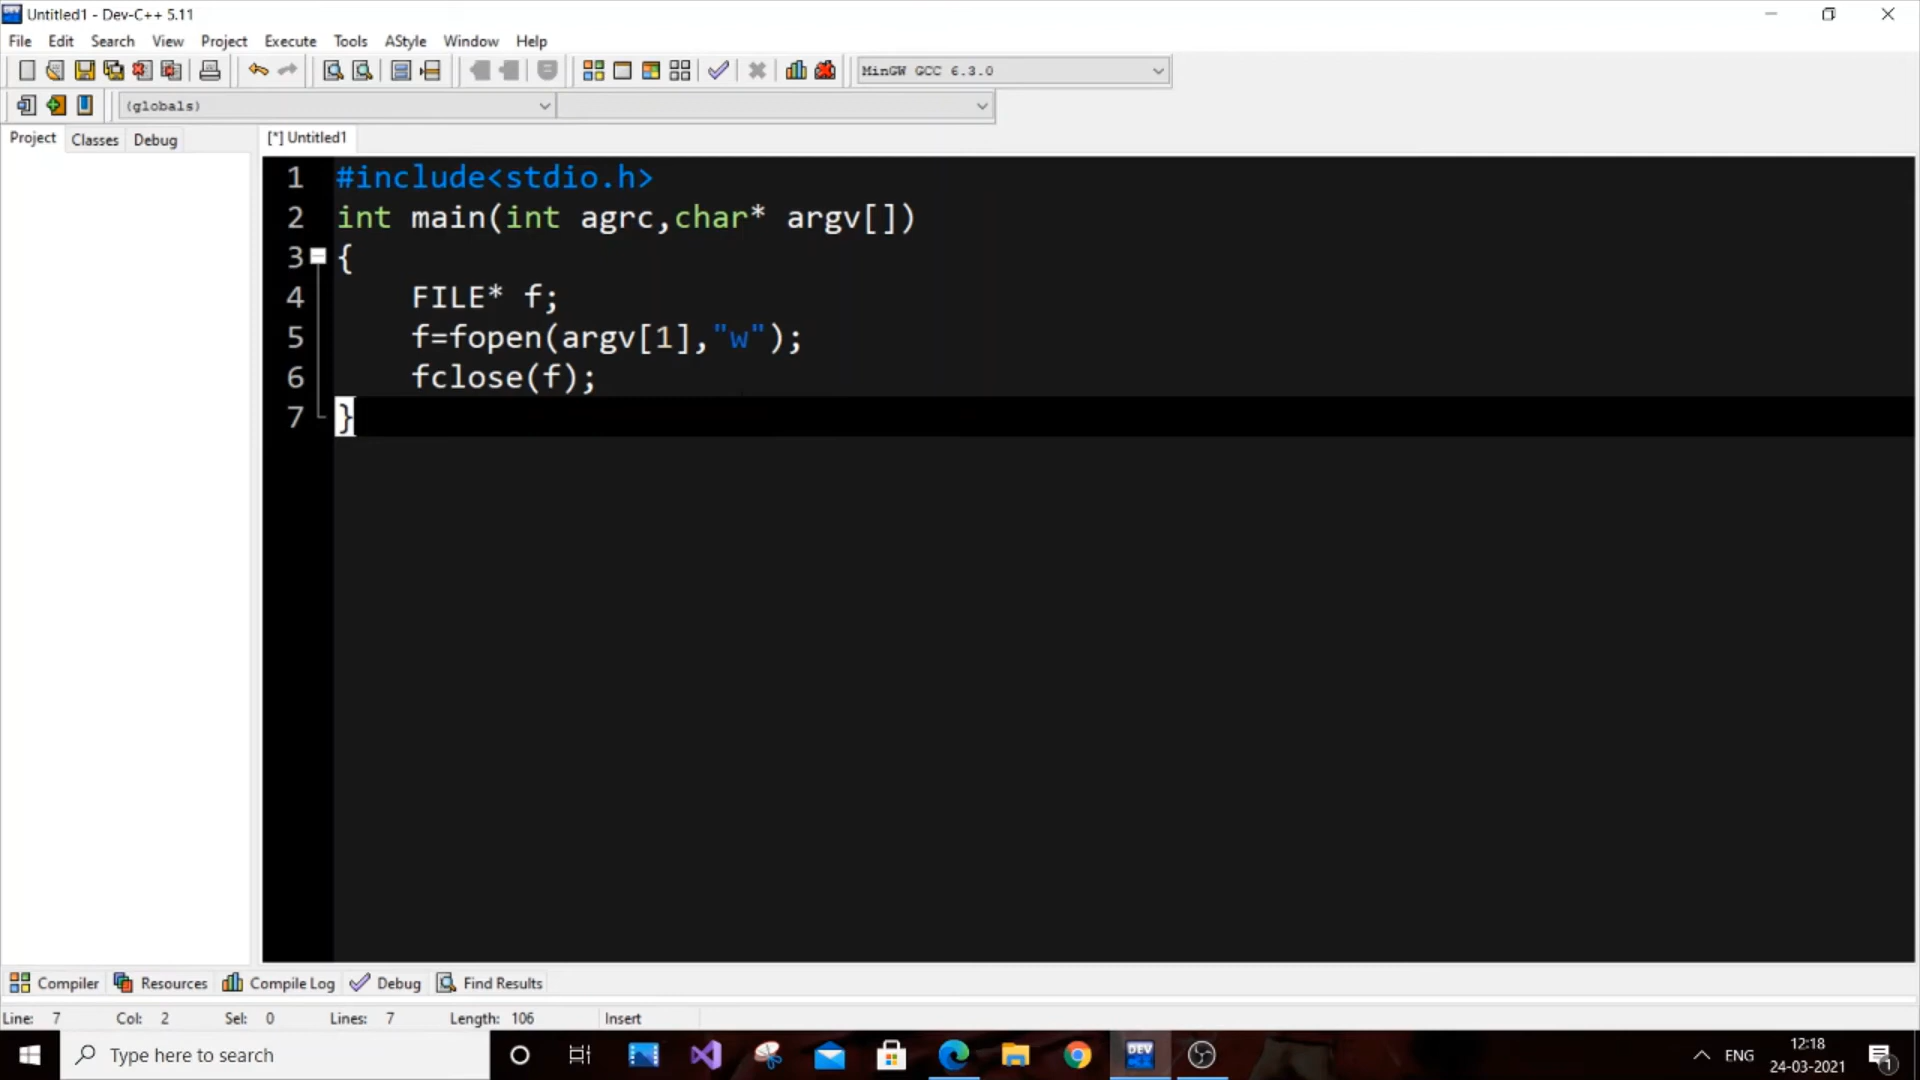 Untitled1 - Dev-C++ 5.11
File Edit Search View Project Execute Tools AStyle Window Help
MinGW GCC 6.3.0
(globals)
Project Classes Debug
[*] Untitled1
1 #include<stdio.h>
2 int main(int agrc,char* argv[])
3 {
4 FILE* f;
5 f=fopen(argv[1],"w");
6 fclose(f);
7 }
Compiler Resources Compile Log Debug Find Results
Line: 7 Col: 2 Sel: 0 Lines: 7 Length: 106 Insert
Type here to search
DEV
ENG
12:18
24-03-2021
1